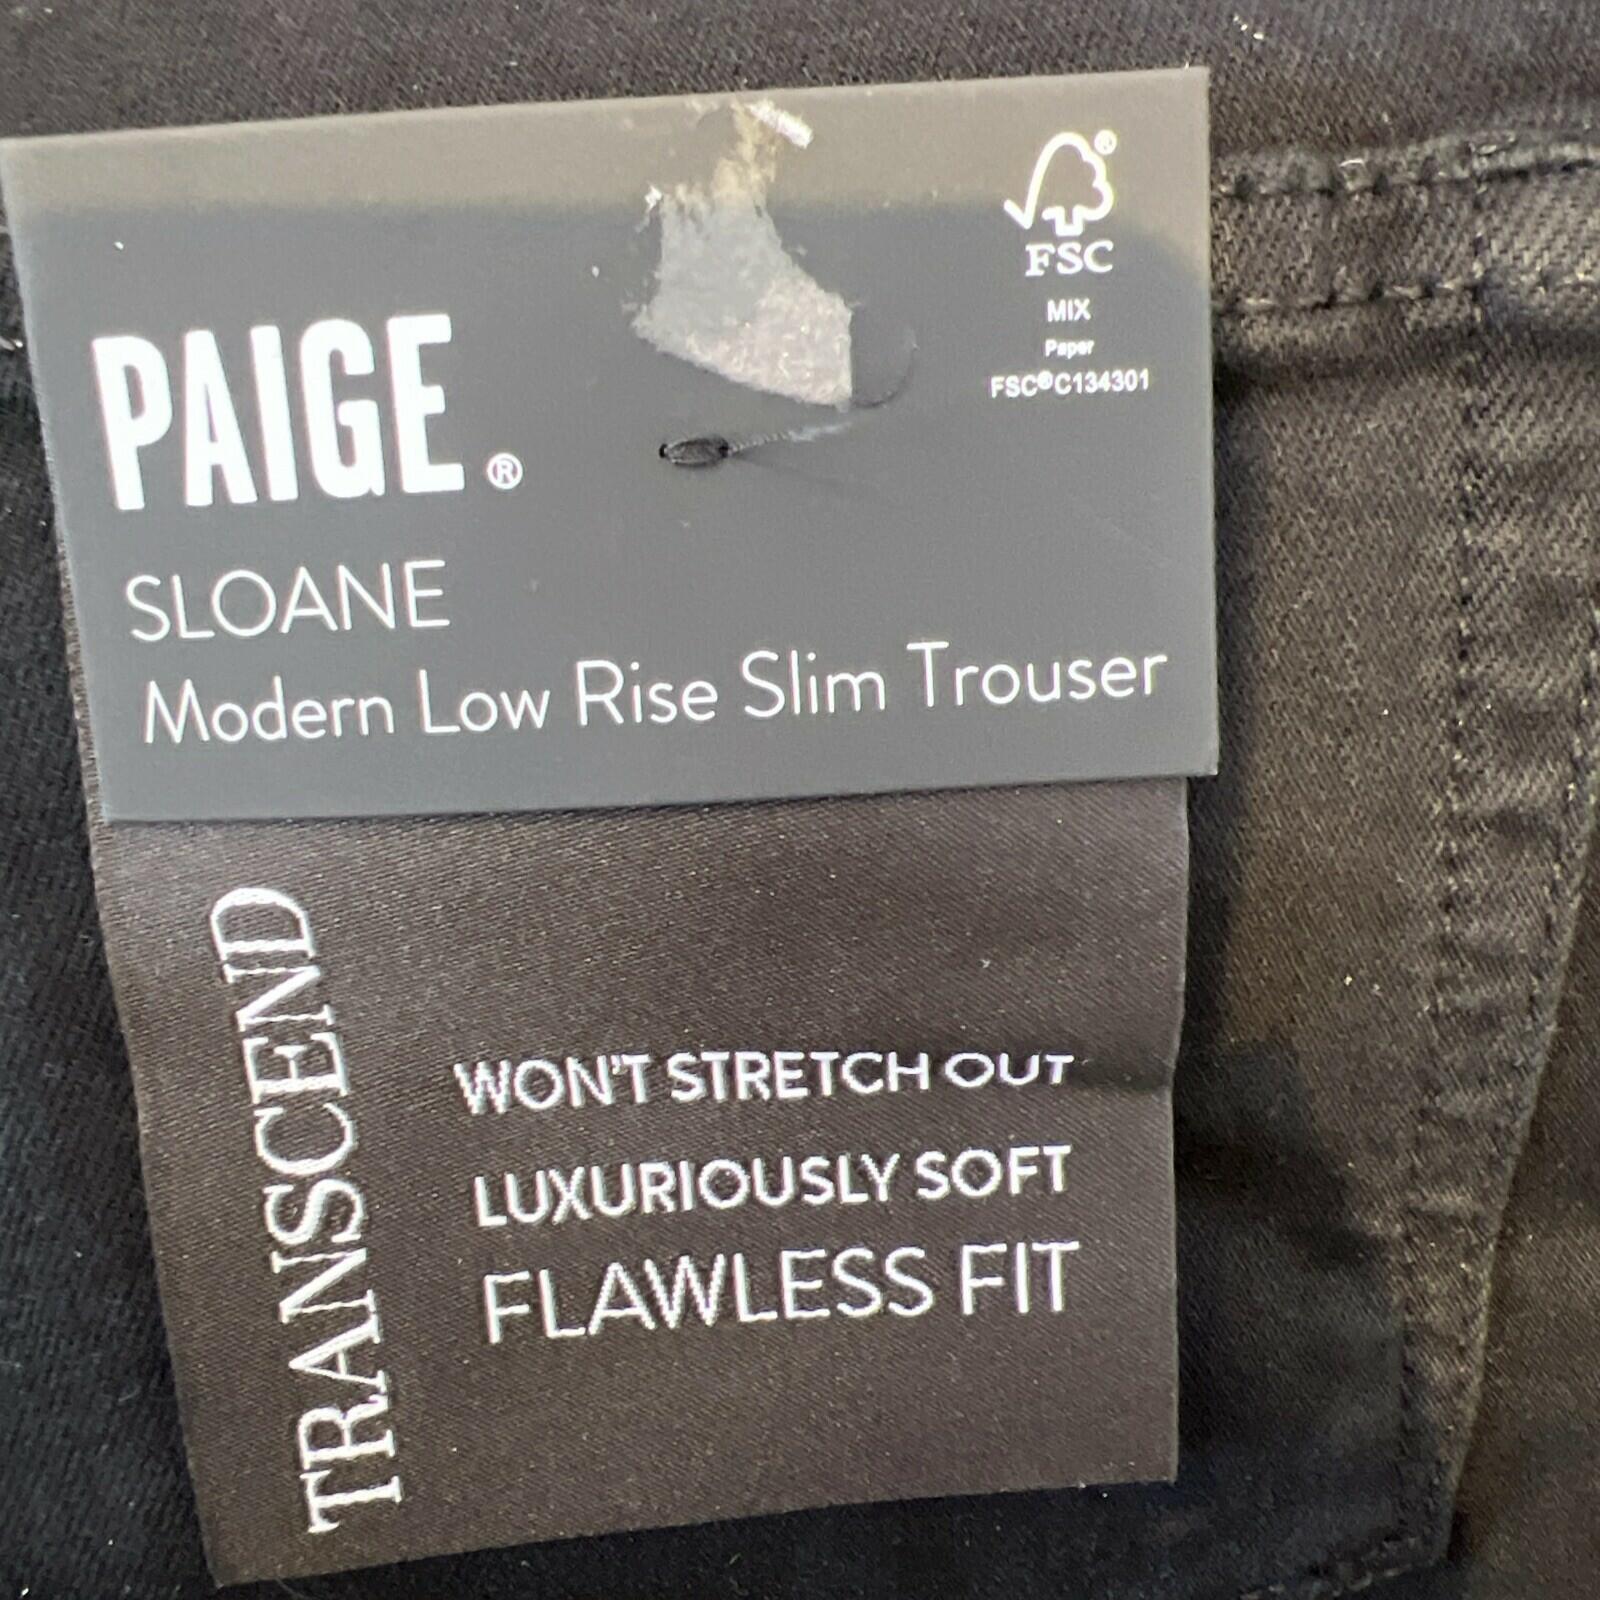 PAIGE®
SLOANE
Modern Low Rise Slim Trouser
®
FSC
MIX
Paper
FSC® C134301
TRANSCEND
WON'T STRETCH OUT
LUXURIOUSLY SOFT
FLAWLESS FIT